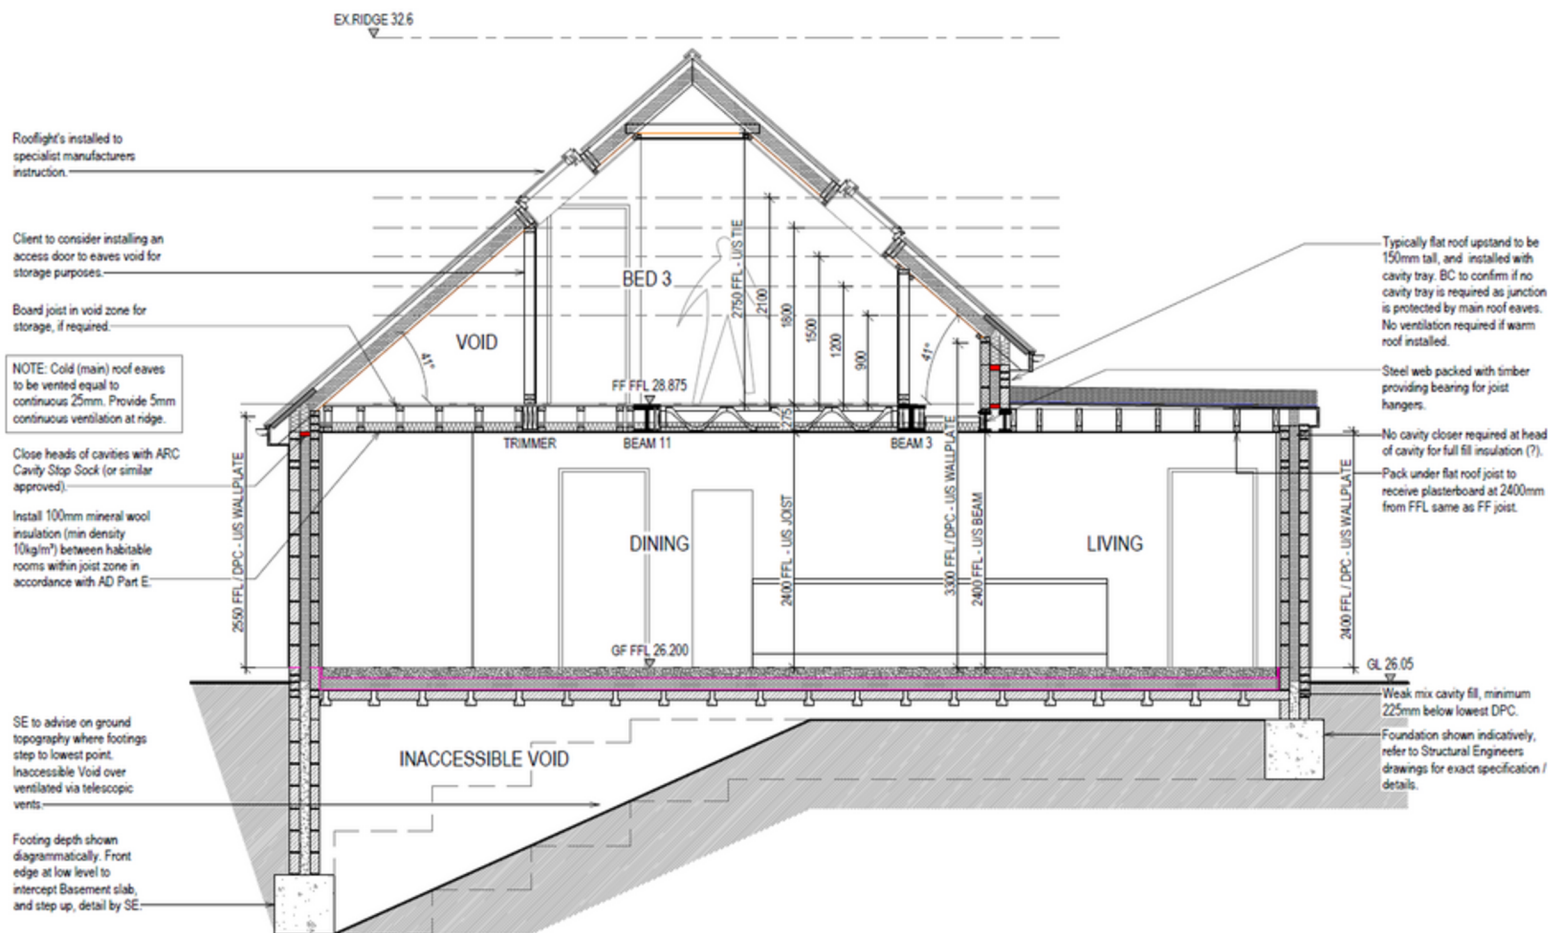 EX.RIDGE 32.6
Rooflight's installed to
specialist manufacturers
instruction.
Client to consider installing an
access door to eaves void for
storage purposes.
Board joist in void zone for
storage, if required.
NOTE: Cold (main) roof eaves
to be vented equal to
continuous 25mm. Provide 5mm
continuous ventilation at ridge.
Close heads of cavities with ARC
Cavity Stop Sock (or similar
approved).
Install 100mm mineral wool
insulation (min density
10kg/m³) between habitable
rooms within joist zone in
accordance with AD Part E.
SE to advise on ground
topography where footings
step to lowest point.
Inaccessible Void over
ventilated via telescopic
vents.
Footing depth shown
diagrammatically. Front
edge at low level to
intercept Basement slab,
and step up, detail by SE.
2550 FFL / DPC - U/S WALLPLATE
VOID
41°
BED 3
FF FFL 28.875
2750 FFL - U/S TIE
2100
1800
1500
1200
900
41°
275
TRIMMER
BEAM 11
BEAM 3
DINING
LIVING
2400 FFL - U/S JOIST
3300 FFL / DPC - U/S WALLPLATE
2400 FFL - U/S BEAM
2400 FFL / DPC - U/S WALLPLATE
GF FFL 26.200
GL 26.05
INACCESSIBLE VOID
Typically flat roof upstand to be
150mm tall, and installed with
cavity tray. BC to confirm if no
cavity tray is required as junction
is protected by main roof eaves.
No ventilation required if warm
roof installed.
Steel web packed with timber
providing bearing for joist
hangers.
No cavity closer required at head
of cavity for full fill insulation (?).
Pack under flat roof joist to
receive plasterboard at 2400mm
from FFL same as FF joist.
Weak mix cavity fill, minimum
225mm below lowest DPC.
Foundation shown indicatively,
refer to Structural Engineers
drawings for exact specification /
details.